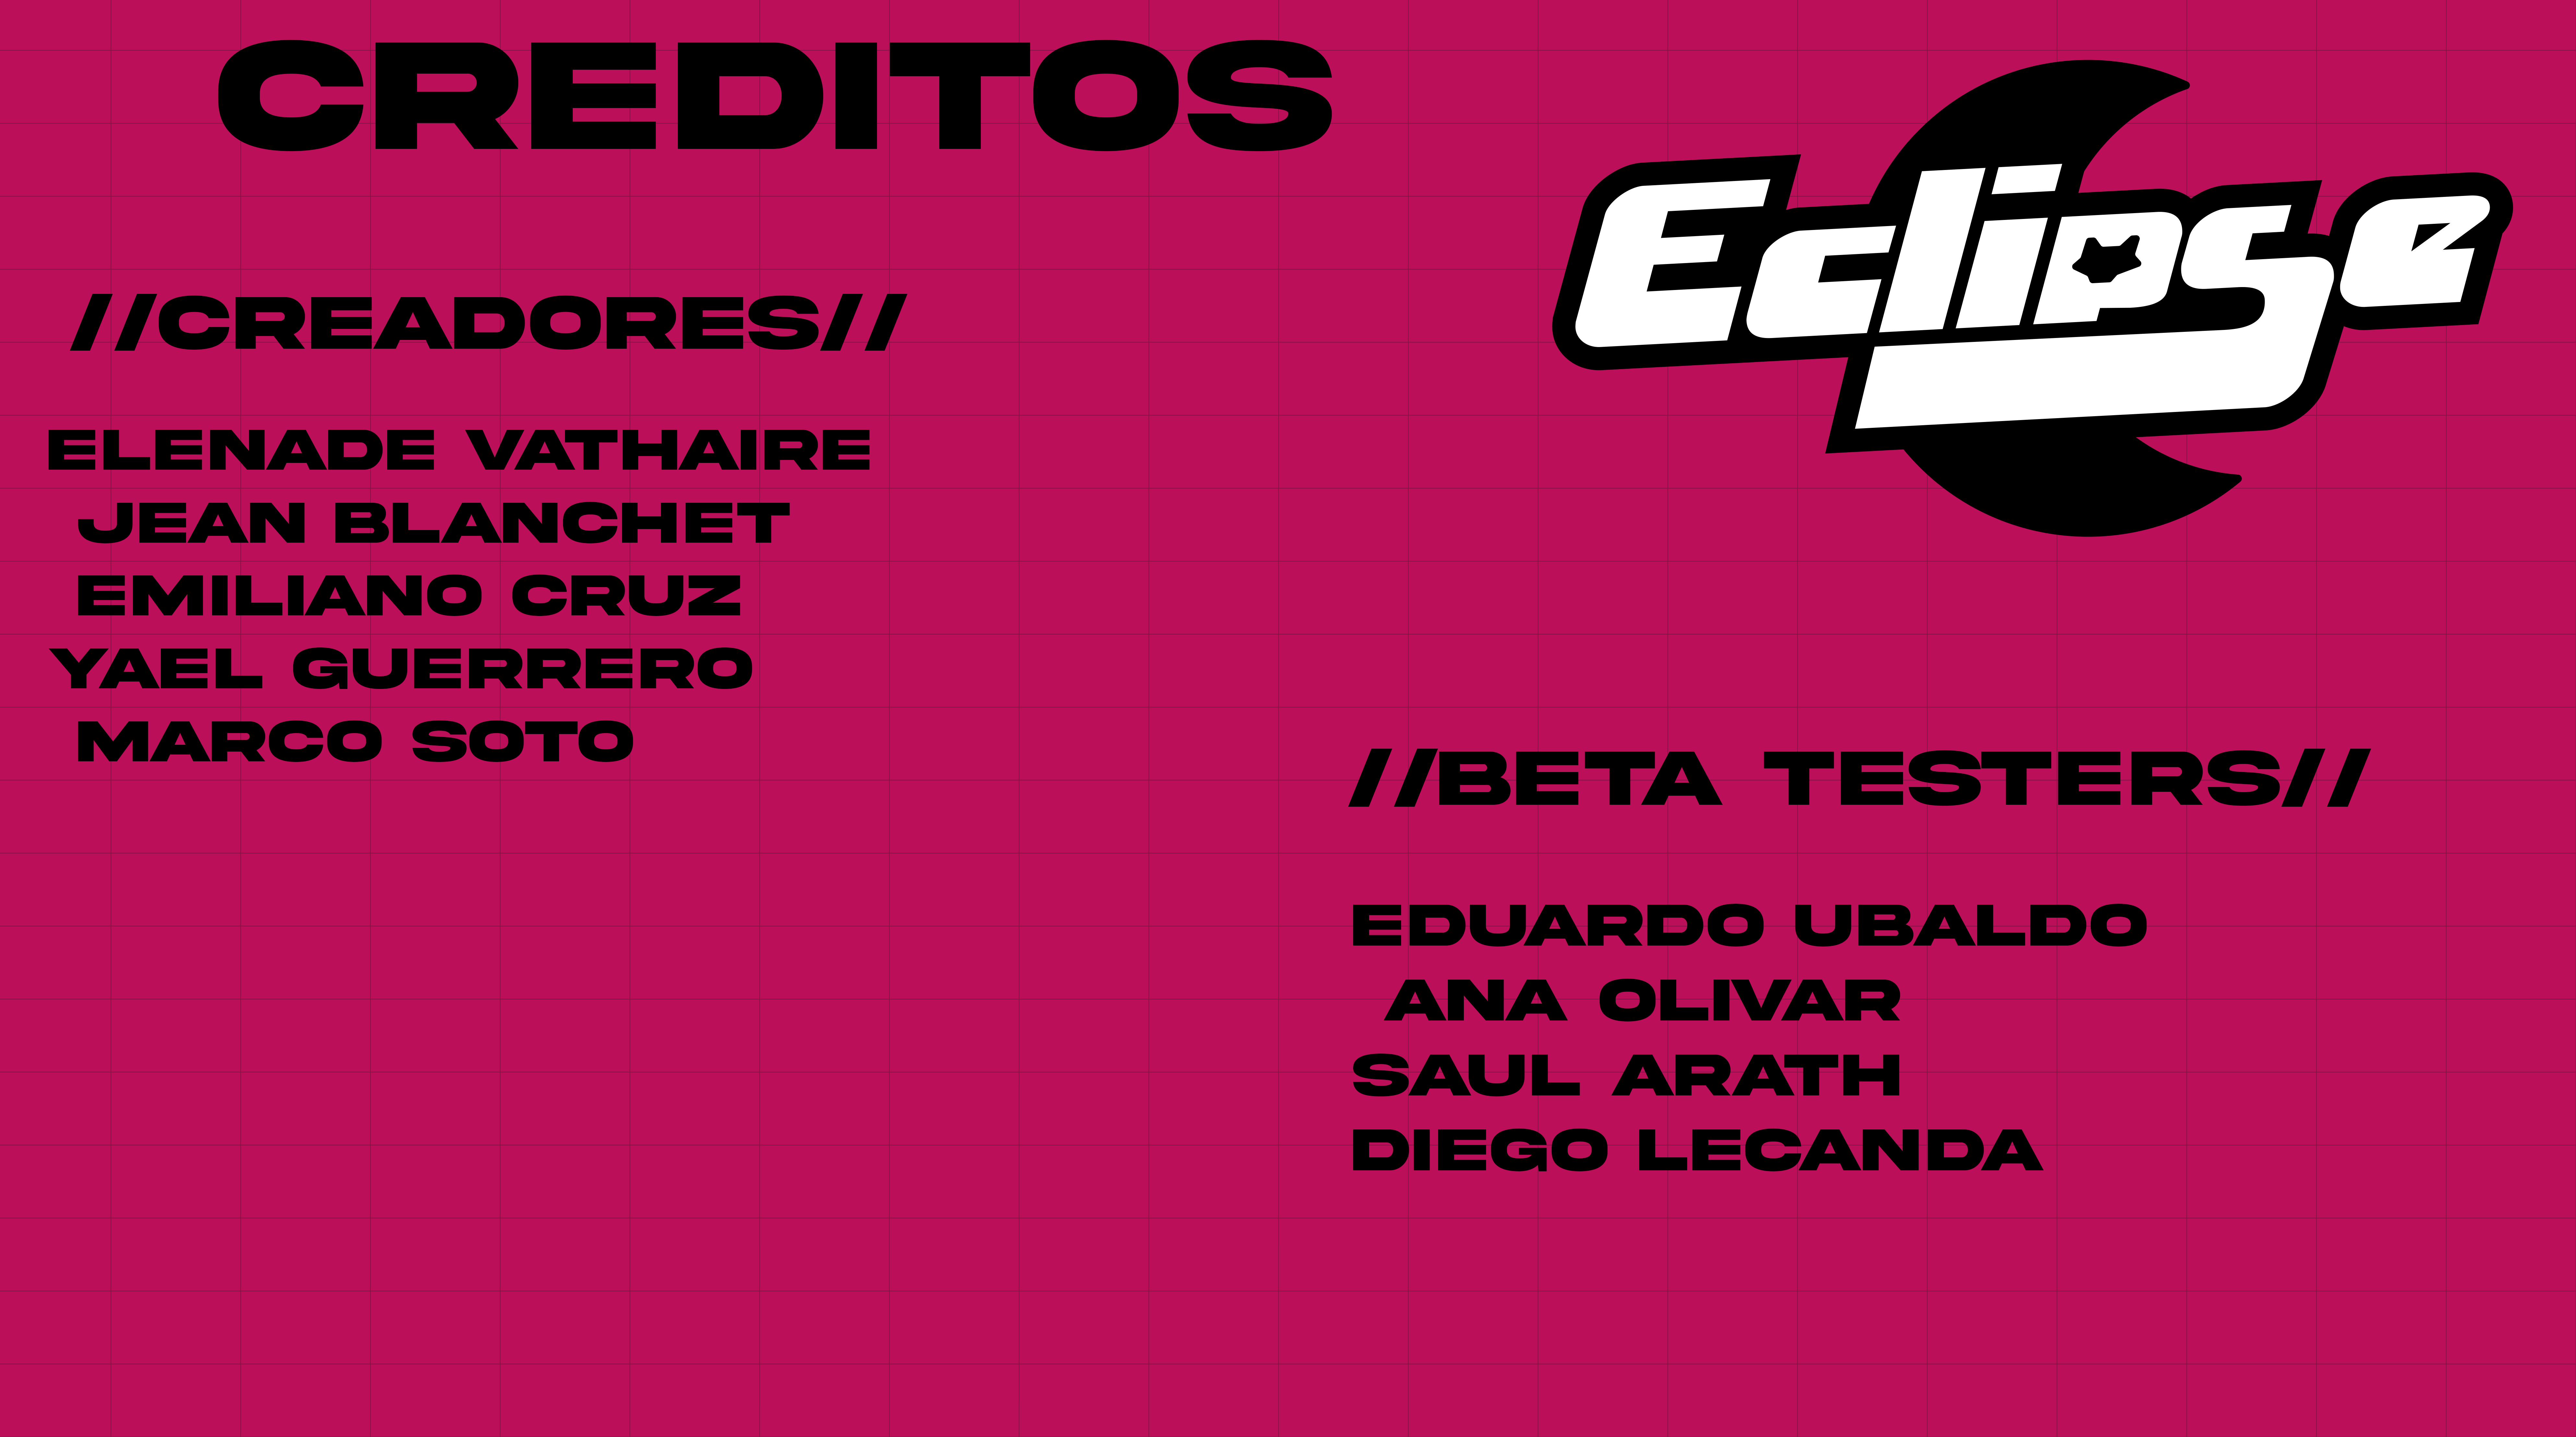 CREDITOS
Eclipse
//CREADORES//
ELENADE VATHAIRE
JEAN BLANCHET
EMILIANO CRUZ
YAEL GUERRERO
MARCO SOTO
//BETA TESTERS//
EDUARDO UBALDO
ANA OLIVAR
SAUL ARATH
DIEGO LECANDA